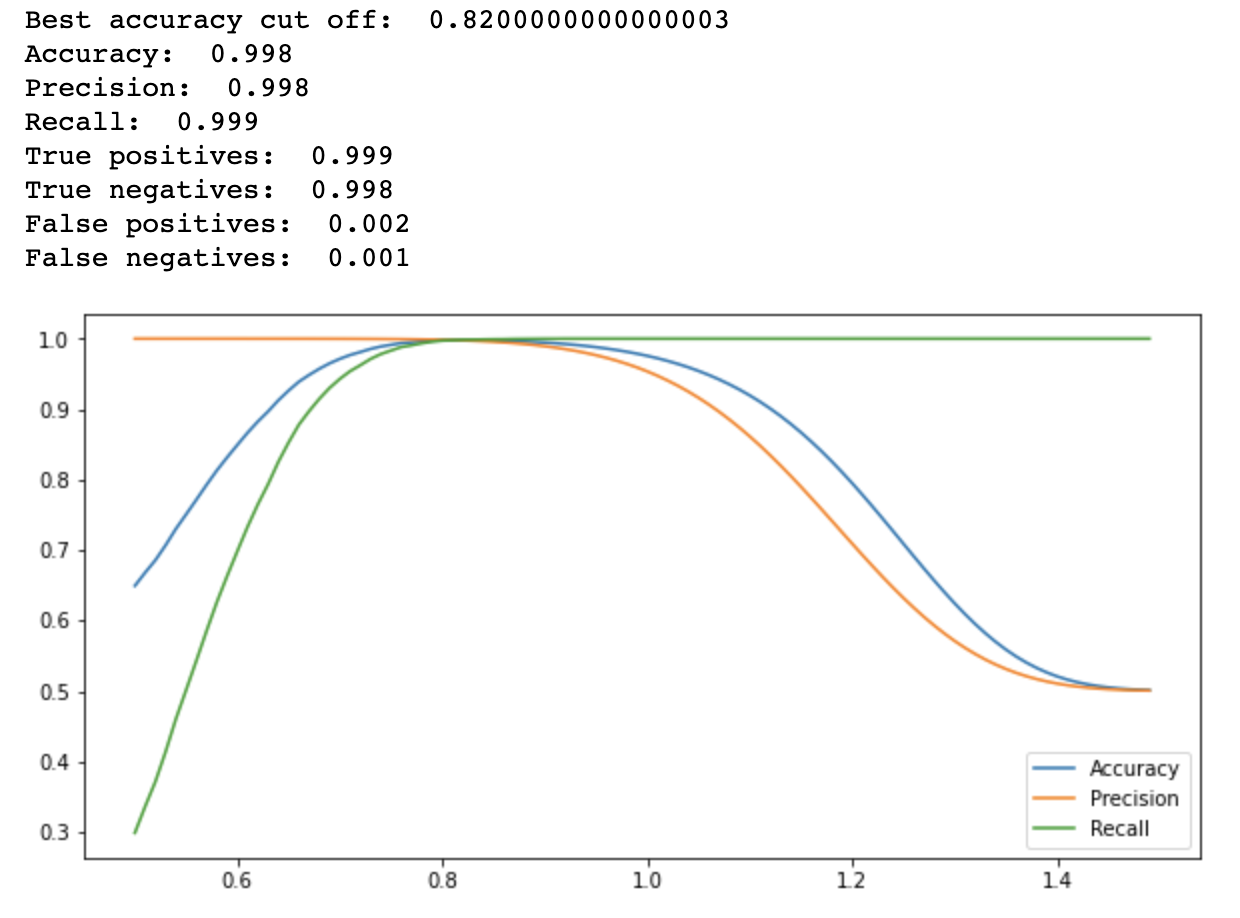 Best accuracy cut off:  0.8200000000000003
Accuracy:  0.998
Precision:  0.998
Recall:  0.999
True positives:  0.999
True negatives:  0.998
False positives:  0.002
False negatives:  0.001
1.0
0.9
0.8
0.7
0.6
0.5
0.4
0.3
Accuracy
Precision
Recall
0.6 0.8 1.0 1.2 1.4